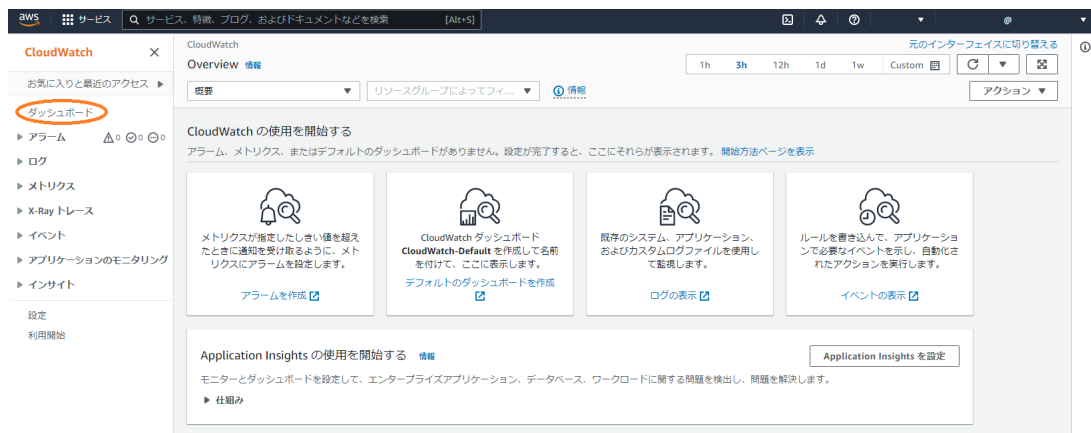 aws サービス サービス、特徴、ブログ、およびドキュメントなどを検索 [Alt+S] @
CloudWatch
お気に入りと最近のアクセス
ダッシュボード
アラーム 0 0 0
ログ
メトリクス
X-Ray トレース
イベント
アプリケーションのモニタリング
インサイト
設定
利用開始
CloudWatch
元のインターフェイスに切り替える
Overview 情報
1h 3h 12h 1d 1w Custom
概要 リソースグループによってフィ... 情報 アクション
CloudWatch の使用を開始する
アラーム、メトリクス、またはデフォルトのダッシュボードがありません。設定が完了すると、ここにそれらが表示されます。 開始方法ページを表示
メトリクスが指定したしきい値を超え
たときに通知を受け取るように、メト
リクスにアラームを設定します。
アラームを作成
CloudWatch ダッシュボード
CloudWatch-Default を作成して名前
を付けて、ここに表示します。
デフォルトのダッシュボードを作成
既存のシステム、アプリケーション、
およびカスタムログファイルを使用し
て監視します。
ログの表示
ルールを書き込んで、アプリケーショ
ンで必要なイベントを示し、自動化さ
れたアクションを実行します。
イベントの表示
Application Insights の使用を開始する 情報
Application Insights を設定
モニターとダッシュボードを設定して、エンタープライズアプリケーション、データベース、ワークロードに関する問題を検出し、問題を解決します。
仕組み